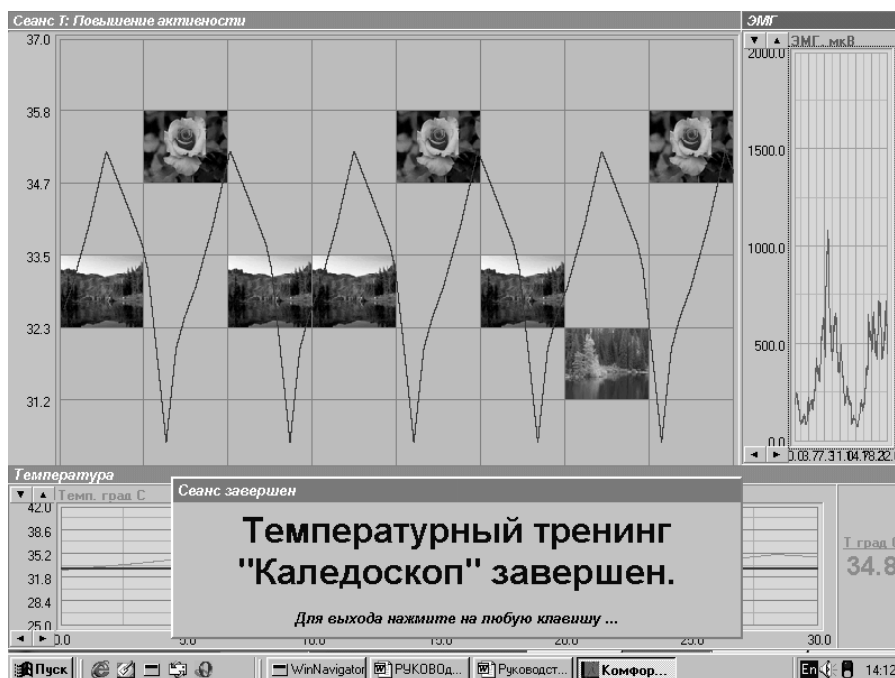 Сеанс T: Повышение активности
ЭМГ
ЭМГ, мкВ
37.0
35.8
34.7
33.5
32.3
31.2
2000.0
1500.0
1000.0
500.0
0.0
Температура
Темп. град С
42.0
38.6
35.2
31.8
28.4
25.0
0.0
5.0
10.0
15.0
20.0
25.0
30.0
Т град С
34.8
Сеанс завершен
Температурный тренинг
"Каледоскоп" завершен.
Для выхода нажмите на любую клавишу ...
Пуск
WinNavigator
РУКОВОд...
Руководст...
Комфор...
En
14:12